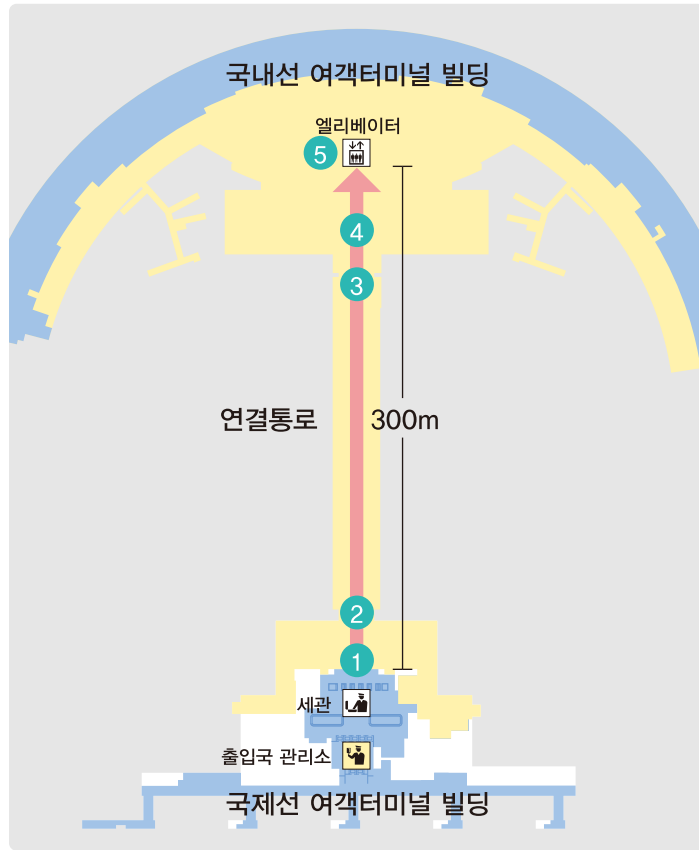 국내선 여객터미널 빌딩
엘리베이터
5
4
3
연결통로
300m
2
1
세관
출입국 관리소
국제선 여객터미널 빌딩